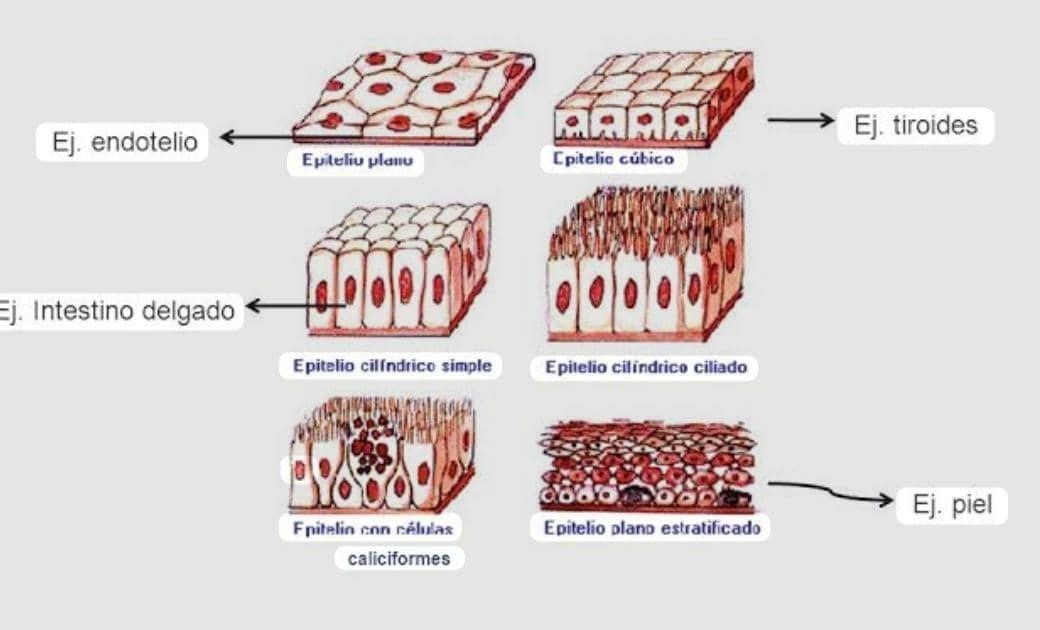 Ej. endotelio
Ej. tiroides
Epitelio plano
Epitelio cúbico
Ej. Intestino delgado
Epitelio cilíndrico simple
Epitelio cilíndrico ciliado
Ej. piel
Epitelio con células
caliciformes
Epitelio plano estratificado